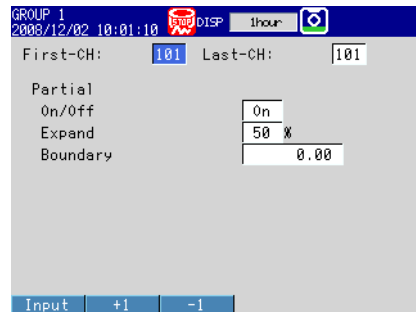 GROUP 1
2008/12/02 10:01:10 STOP DISP 1hour
First-CH: 101 Last-CH: 101
Partial
On/Off On
Expand 50 %
Boundary 0.00
Input +1 -1